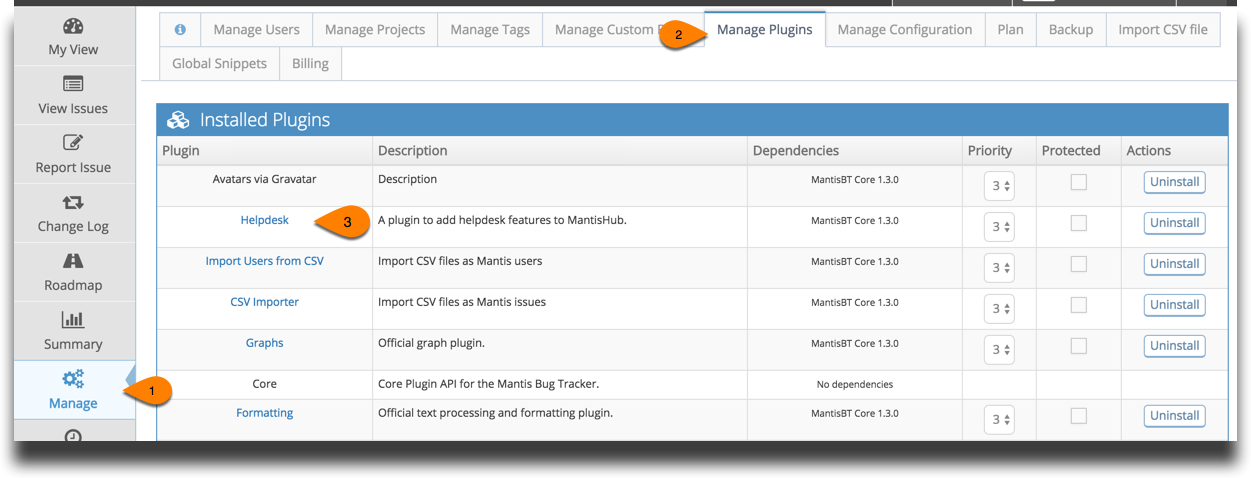 My View
View Issues
Report Issue
Change Log
Roadmap
Summary
Manage
1
Manage Users
Manage Projects
Manage Tags
Manage Custom
2
Manage Plugins
Manage Configuration
Plan
Backup
Import CSV file
Global Snippets
Billing
Installed Plugins
Plugin Description Dependencies Priority Protected Actions
Avatars via Gravatar Description MantisBT Core 1.3.0 3 Uninstall
Helpdesk 3 A plugin to add helpdesk features to MantisHub. MantisBT Core 1.3.0 3 Uninstall
Import Users from CSV Import CSV files as Mantis users MantisBT Core 1.3.0 3 Uninstall
CSV Importer Import CSV files as Mantis issues MantisBT Core 1.3.0 3 Uninstall
Graphs Official graph plugin. MantisBT Core 1.3.0 3 Uninstall
Core Core Plugin API for the Mantis Bug Tracker. No dependencies
Formatting Official text processing and formatting plugin. MantisBT Core 1.3.0 3 Uninstall